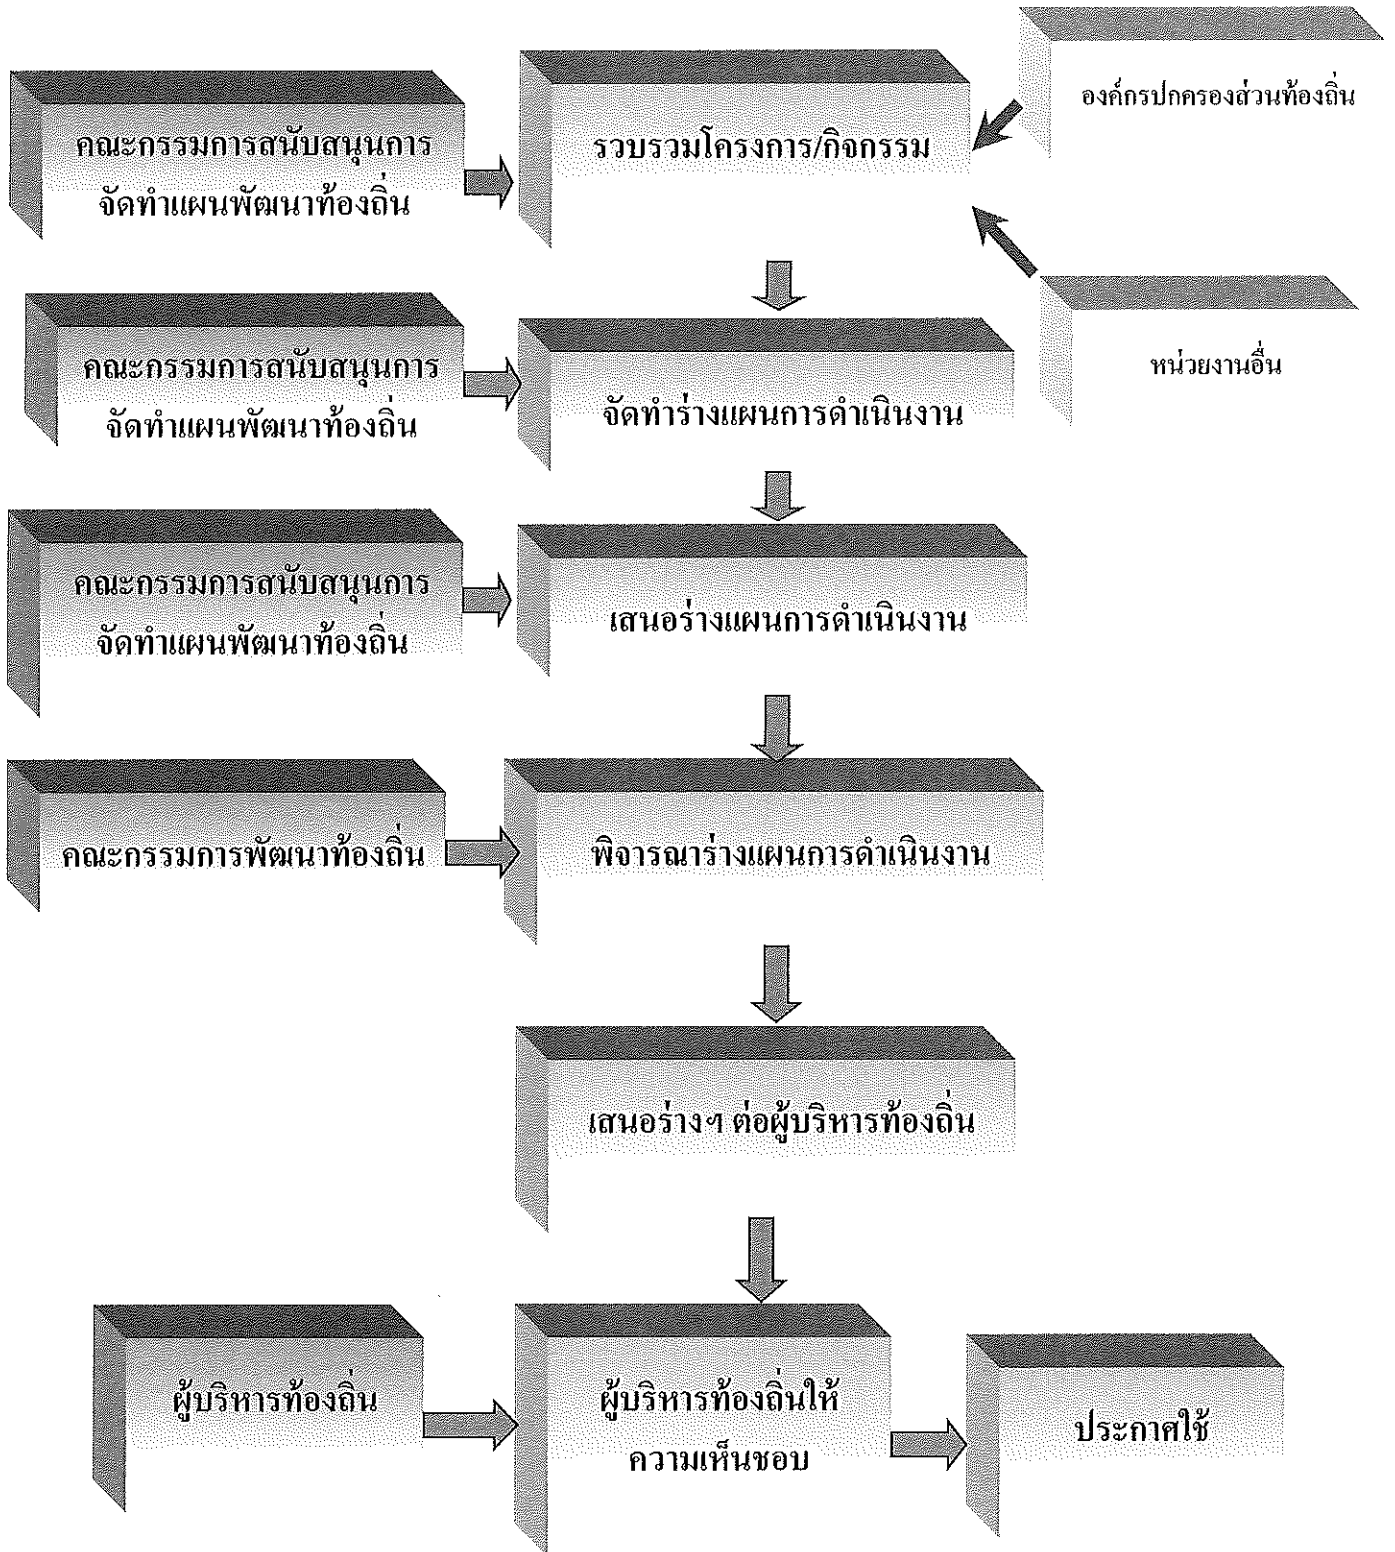 องค์กรปกครองส่วนท้องถิ่น
คณะกรรมการสนับสนุนการ
จัดทำแผนพัฒนาท้องถิ่น
รวบรวมโครงการ/กิจกรรม
หน่วยงานอื่น
คณะกรรมการสนับสนุนการ
จัดทำแผนพัฒนาท้องถิ่น
จัดทำร่างแผนการดำเนินงาน
คณะกรรมการสนับสนุนการ
จัดทำแผนพัฒนาท้องถิ่น
เสนอร่างแผนการดำเนินงาน
คณะกรรมการพัฒนาท้องถิ่น
พิจารณาร่างแผนการดำเนินงาน
เสนอร่างฯ ต่อผู้บริหารท้องถิ่น
ผู้บริหารท้องถิ่น
ผู้บริหารท้องถิ่นให้
ความเห็นชอบ
ประกาศใช้